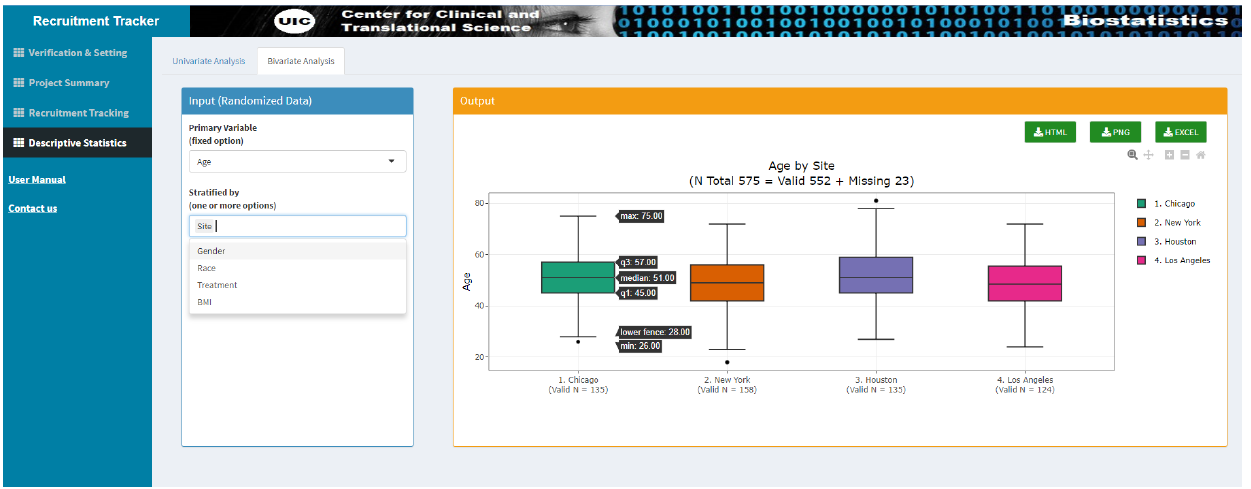 Recruitment Tracker
UIC
Center for Clinical and
Translational Science
Biostatistics
Verification & Setting
Project Summary
Recruitment Tracking
Descriptive Statistics
User Manual
Contact us
Univariate Analysis
Bivariate Analysis
Input (Randomized Data)
Primary Variable
(fixed option)
Age
Stratified by
(one or more options)
Site
Gender
Race
Treatment
BMI
Output
HTML
PNG
EXCEL
Age by Site
(N Total 575 = Valid 552 + Missing 23)
Age
80
60
40
20
max: 75.00
q3: 57.00
median: 51.00
q1: 45.00
lower fence: 28.00
min: 26.00
1. Chicago
(Valid N = 135)
2. New York
(Valid N = 158)
3. Houston
(Valid N = 135)
4. Los Angeles
(Valid N = 124)
1. Chicago
2. New York
3. Houston
4. Los Angeles